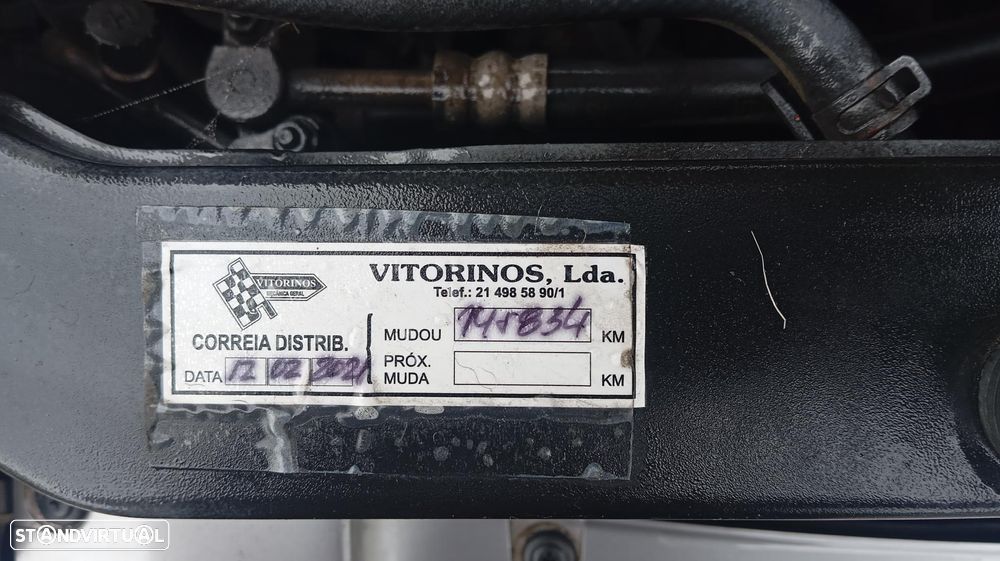 VITORINOS
MECÂNICA GERAL
VITORINOS, Lda.
Telef.: 21 498 58 90/1
CORREIA DISTRIB.
DATA 12 02 2021
MUDOU 145834 KM
PRÓX. MUDA KM
STANDVIRTUAL